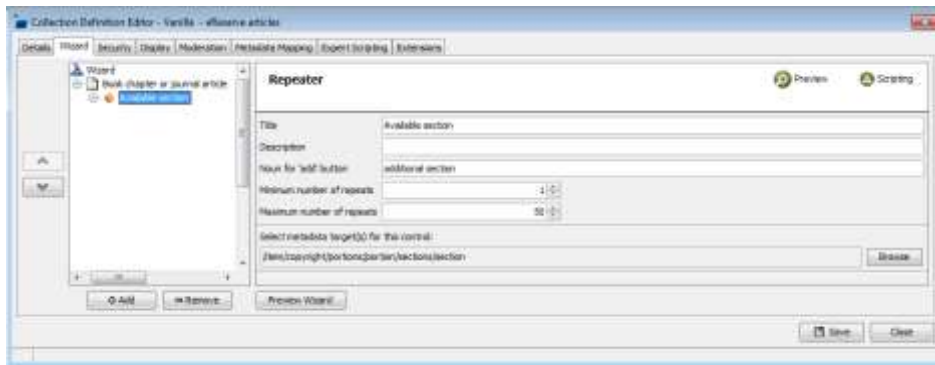 Collection Definition Editor - Vanilla - eReserve articles
Details Wizard Security Display Moderation Metadata Mapping Expert Scripting Extensions
Wizard
Book chapter or journal article
Available section
Repeater
Preview
Scripting
Title
Available section
Description
Noun for 'add' button
additional section
Minimum number of repeats
1
Maximum number of repeats
50
Select metadata target(s) for this control:
/item/copyright/portions/portion/sections/section
Browse
Add
Remove
Preview Wizard
Save
Close